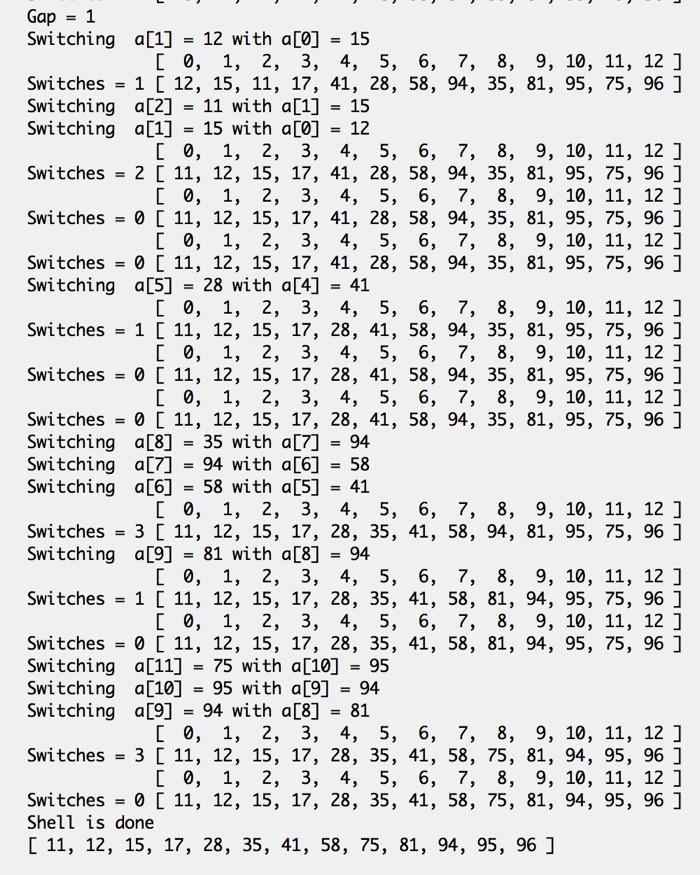 Gap = 1
Switching  a[1] = 12 with a[0] = 15
             [  0,  1,  2,  3,  4,  5,  6,  7,  8,  9, 10, 11, 12 ]
Switches = 1 [ 12, 15, 11, 17, 41, 28, 58, 94, 35, 81, 95, 75, 96 ]
Switching  a[2] = 11 with a[1] = 15
Switching  a[1] = 15 with a[0] = 12
             [  0,  1,  2,  3,  4,  5,  6,  7,  8,  9, 10, 11, 12 ]
Switches = 2 [ 11, 12, 15, 17, 41, 28, 58, 94, 35, 81, 95, 75, 96 ]
             [  0,  1,  2,  3,  4,  5,  6,  7,  8,  9, 10, 11, 12 ]
Switches = 0 [ 11, 12, 15, 17, 41, 28, 58, 94, 35, 81, 95, 75, 96 ]
             [  0,  1,  2,  3,  4,  5,  6,  7,  8,  9, 10, 11, 12 ]
Switches = 0 [ 11, 12, 15, 17, 41, 28, 58, 94, 35, 81, 95, 75, 96 ]
Switching  a[5] = 28 with a[4] = 41
             [  0,  1,  2,  3,  4,  5,  6,  7,  8,  9, 10, 11, 12 ]
Switches = 1 [ 11, 12, 15, 17, 28, 41, 58, 94, 35, 81, 95, 75, 96 ]
             [  0,  1,  2,  3,  4,  5,  6,  7,  8,  9, 10, 11, 12 ]
Switches = 0 [ 11, 12, 15, 17, 28, 41, 58, 94, 35, 81, 95, 75, 96 ]
             [  0,  1,  2,  3,  4,  5,  6,  7,  8,  9, 10, 11, 12 ]
Switches = 0 [ 11, 12, 15, 17, 28, 41, 58, 94, 35, 81, 95, 75, 96 ]
Switching  a[8] = 35 with a[7] = 94
Switching  a[7] = 94 with a[6] = 58
Switching  a[6] = 58 with a[5] = 41
             [  0,  1,  2,  3,  4,  5,  6,  7,  8,  9, 10, 11, 12 ]
Switches = 3 [ 11, 12, 15, 17, 28, 35, 41, 58, 94, 81, 95, 75, 96 ]
Switching  a[9] = 81 with a[8] = 94
             [  0,  1,  2,  3,  4,  5,  6,  7,  8,  9, 10, 11, 12 ]
Switches = 1 [ 11, 12, 15, 17, 28, 35, 41, 58, 81, 94, 95, 75, 96 ]
             [  0,  1,  2,  3,  4,  5,  6,  7,  8,  9, 10, 11, 12 ]
Switches = 0 [ 11, 12, 15, 17, 28, 35, 41, 58, 81, 94, 95, 75, 96 ]
Switching  a[11] = 75 with a[10] = 95
Switching  a[10] = 95 with a[9] = 94
Switching  a[9] = 94 with a[8] = 81
             [  0,  1,  2,  3,  4,  5,  6,  7,  8,  9, 10, 11, 12 ]
Switches = 3 [ 11, 12, 15, 17, 28, 35, 41, 58, 75, 81, 94, 95, 96 ]
             [  0,  1,  2,  3,  4,  5,  6,  7,  8,  9, 10, 11, 12 ]
Switches = 0 [ 11, 12, 15, 17, 28, 35, 41, 58, 75, 81, 94, 95, 96 ]
Shell is done
[ 11, 12, 15, 17, 28, 35, 41, 58, 75, 81, 94, 95, 96 ]